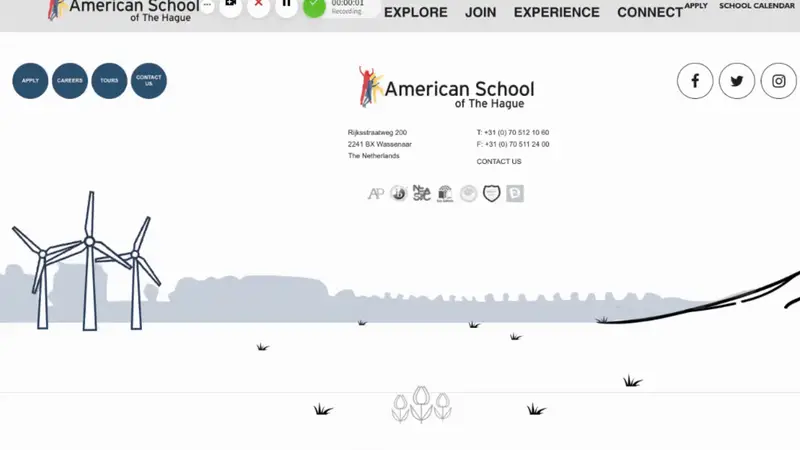 American School
of The Hague
00:00:01
Recording
EXPLORE JOIN EXPERIENCE CONNECT
APPLY SCHOOL CALENDAR
APPLY
CAREERS
TOURS
CONTACT
US
American School
of The Hague
Rijksstraatweg 200
2241 BX Wassenaar
The Netherlands
T: +31 (0) 70 512 10 60
F: +31 (0) 70 511 24 00
CONTACT US
AP